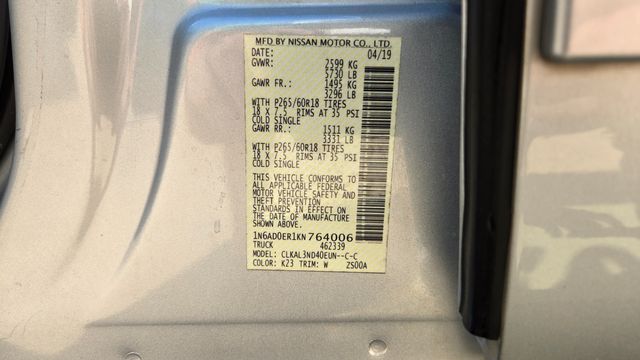 MFD BY NISSAN MOTOR CO., LTD.
DATE: 04/19
GVWR: 2599 KG
5730 LB
GAWR FR.: 1495 KG
3296 LB
WITH P265/60R18 TIRES
18 X 7.5 RIMS AT 35 PSI
COLD SINGLE
GAWR RR.: 1511 KG
3331 LB
WITH P265/60R18 TIRES
18 X 7.5 RIMS AT 35 PSI
COLD SINGLE
THIS VEHICLE CONFORMS TO
ALL APPLICABLE FEDERAL
MOTOR VEHICLE SAFETY AND
THEFT PREVENTION
STANDARDS IN EFFECT ON
THE DATE OF MANUFACTURE
SHOWN ABOVE.
1N6AD0ER1KN764006
TRUCK 462339
MODEL: CLKAL3ND40EUN--C-C
COLOR: K23 TRIM: W ZS00A